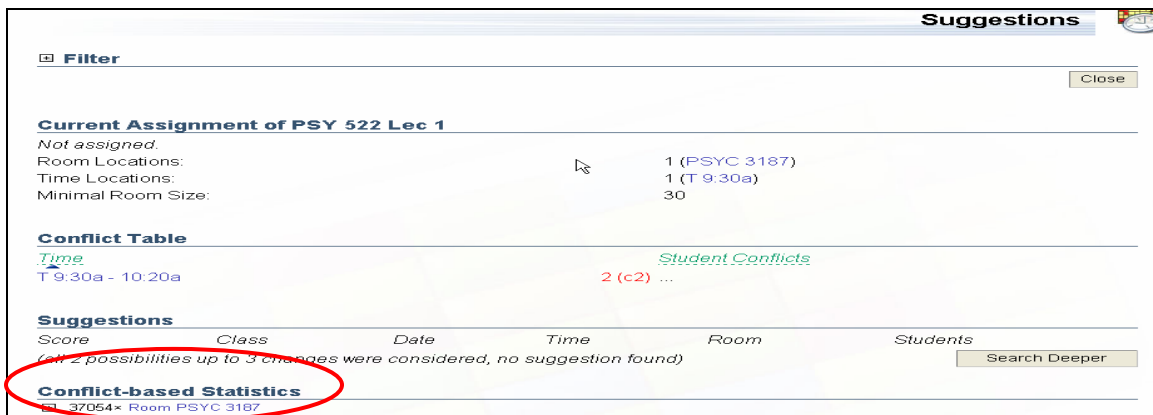 Suggestions
Filter
Close
Current Assignment of PSY 522 Lec 1
Not assigned.
Room Locations: 1 (PSYC 3187)
Time Locations: 1 (T 9:30a)
Minimal Room Size: 30
Conflict Table
Time Student Conflicts
T 9:30a - 10:20a 2 (c2) ...
Suggestions
Score Class Date Time Room Students
(all 2 possibilities up to 3 changes were considered, no suggestion found) Search Deeper
Conflict-based Statistics
37054× Room PSYC 3187